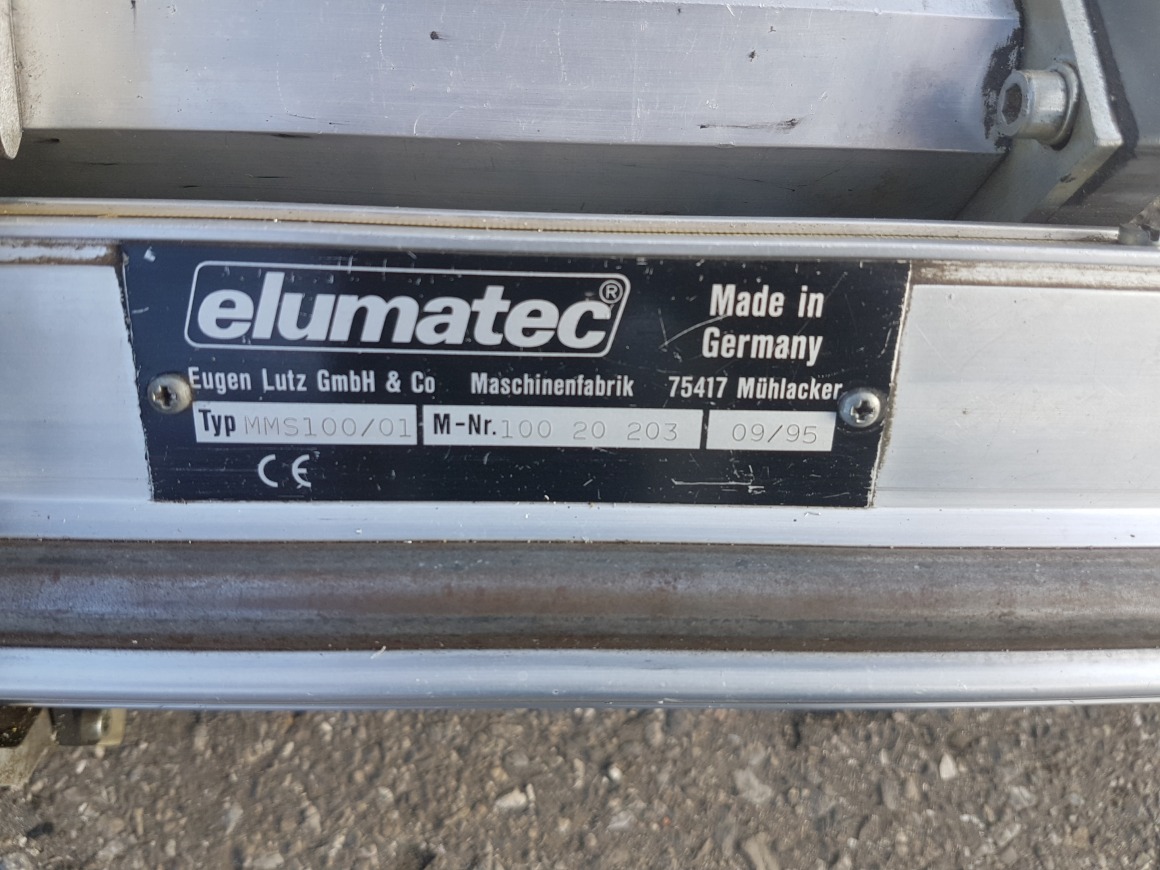 elumatec®
Made in
Germany
Eugen Lutz GmbH & Co Maschinenfabrik 75417 Mühlacker
Typ MMS100/01 M-Nr. 100 20 203 09/95
CE